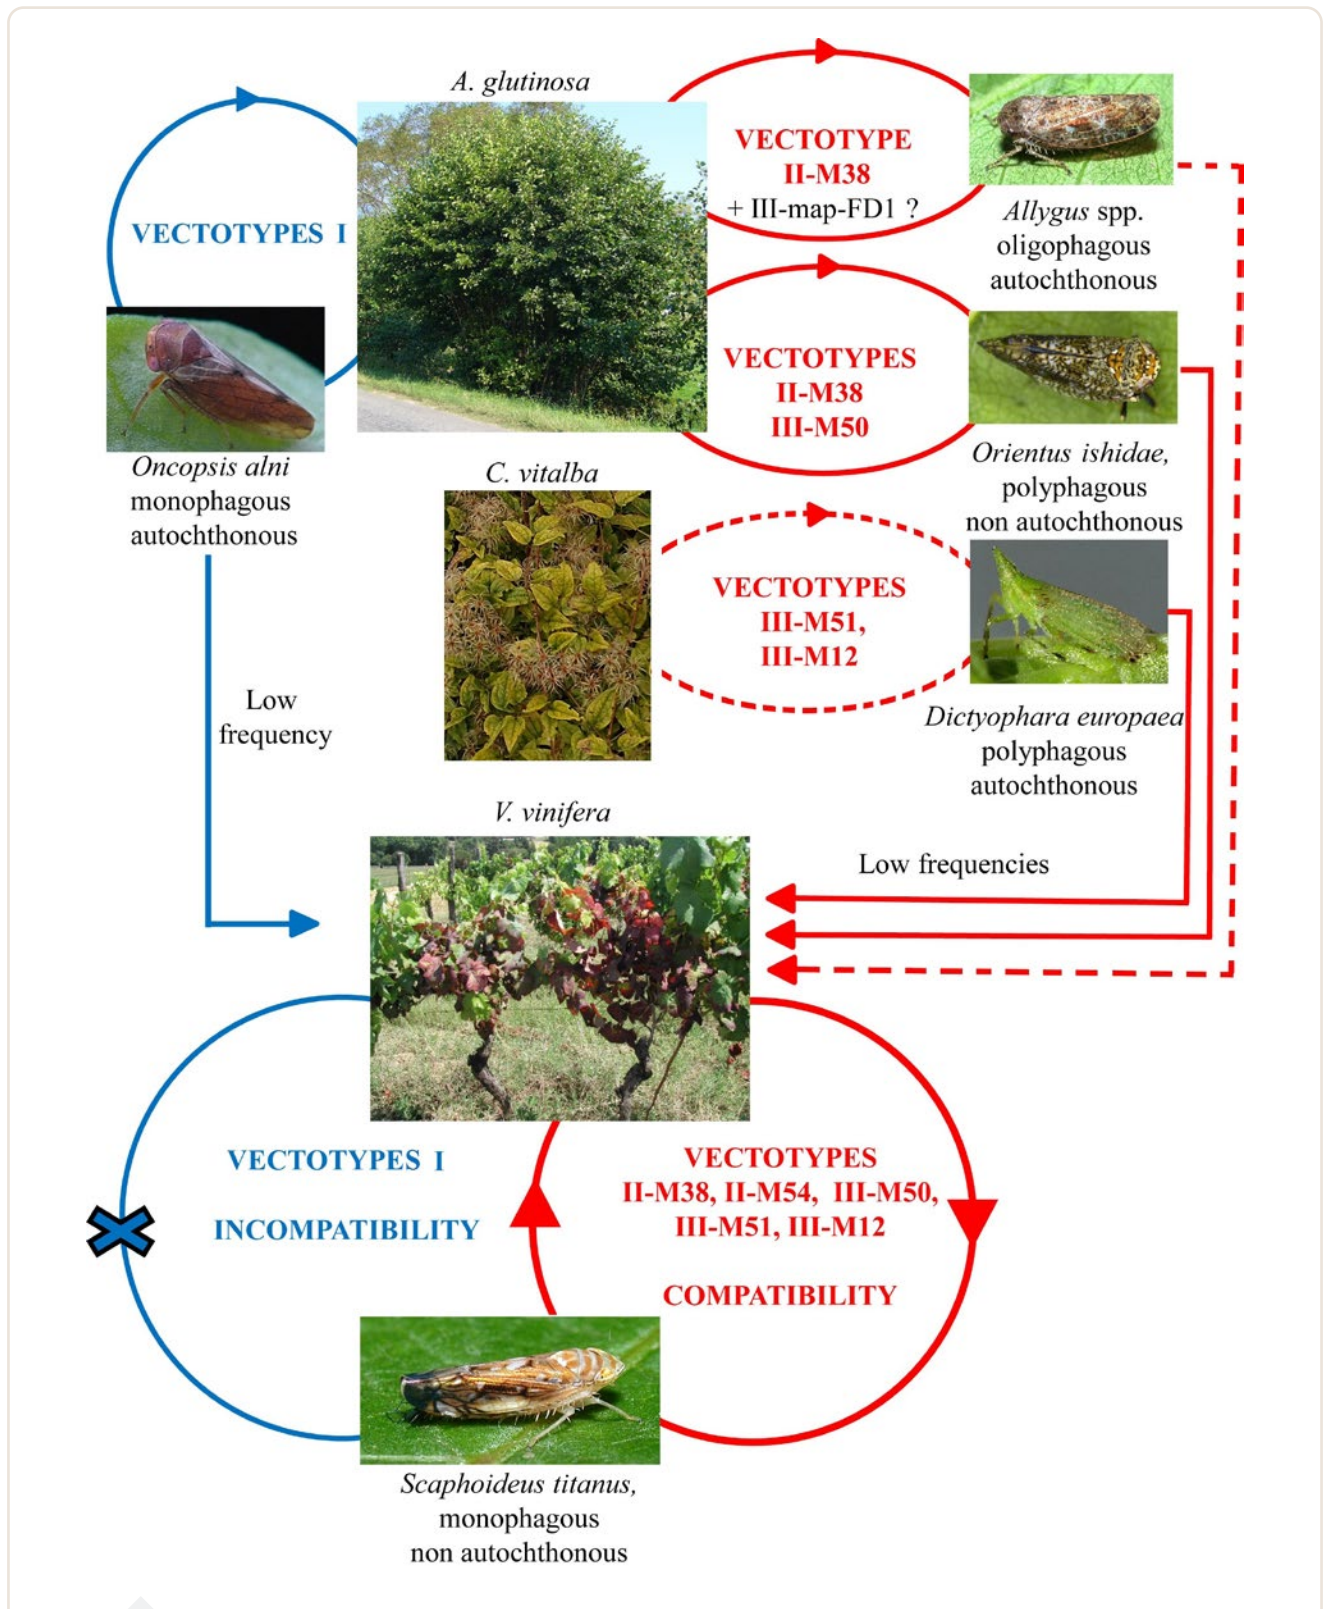 A. glutinosa
VECTOTYPES I
VECTOTYPE
II-M38
+ III-map-FD1 ?
Allygus spp.
oligophagous
autochthonous
VECTOTYPES
II-M38
III-M50
Oncopsis alni
monophagous
autochthonous
Orientus ishidae,
polyphagous
non autochthonous
C. vitalba
VECTOTYPES
III-M51,
III-M12
Dictyophara europaea
polyphagous
autochthonous
Low
frequency
V. vinifera
Low frequencies
VECTOTYPES I
INCOMPATIBILITY
VECTOTYPES
II-M38, II-M54, III-M50,
III-M51, III-M12
COMPATIBILITY
Scaphoideus titanus,
monophagous
non autochthonous